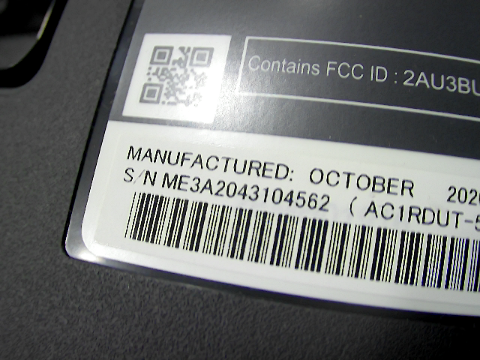 Contains FCC ID : 2AU3BU
MANUFACTURED: OCTOBER 2020
S/N ME3A2043104562 ( AC1RDUT-5